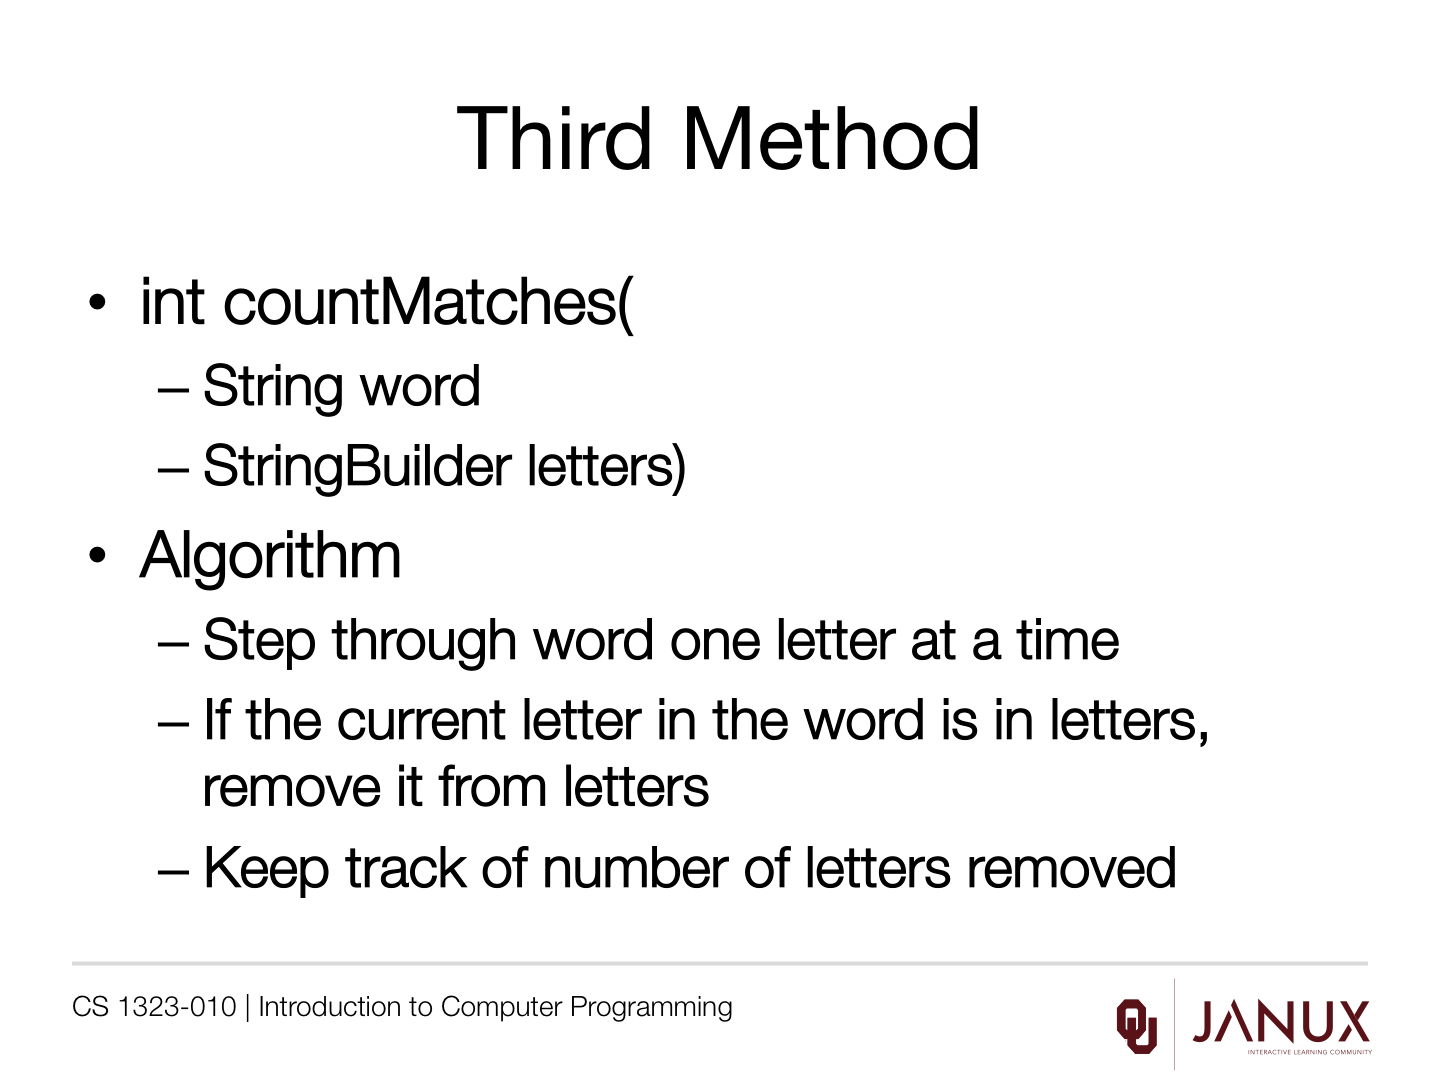 Third Method
• int countMatches(
– String word
– StringBuilder letters)
• Algorithm
– Step through word one letter at a time
– If the current letter in the word is in letters,
remove it from letters
– Keep track of number of letters removed
CS 1323-010 | Introduction to Computer Programming
OU
JANUX
INTERACTIVE LEARNING COMMUNITY